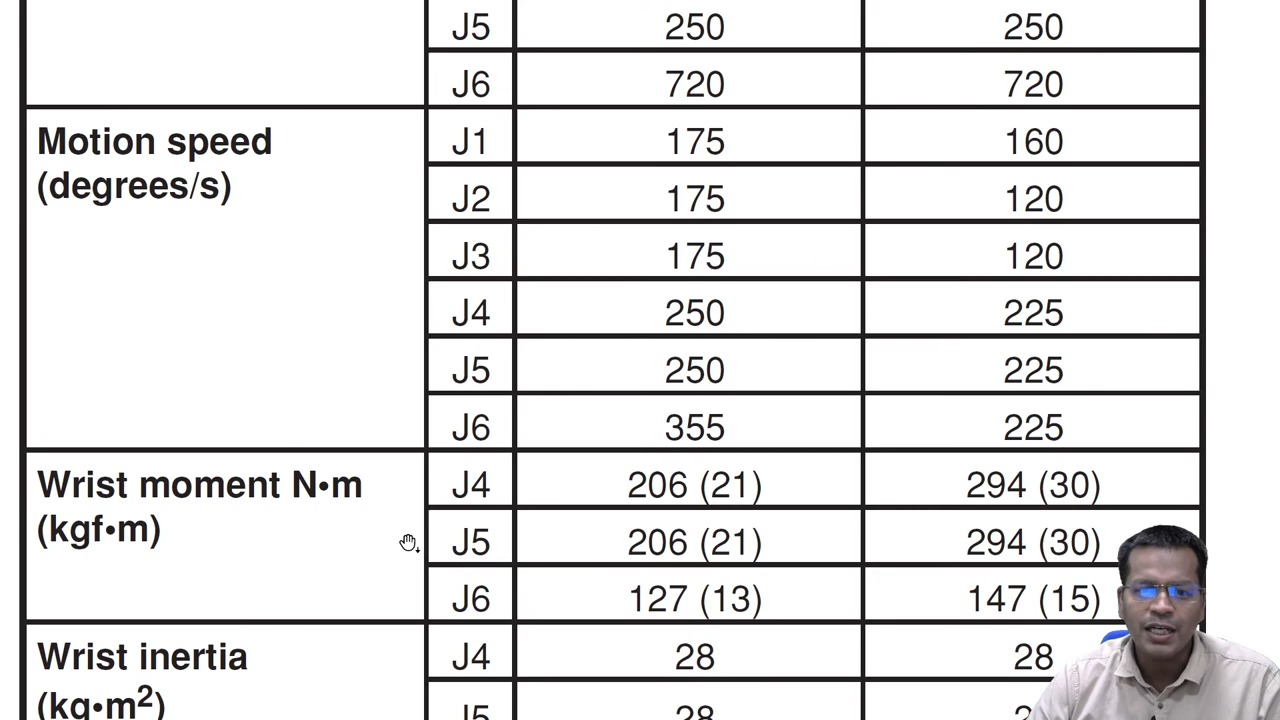 J5 250 250
J6 720 720
Motion speed J1 175 160
(degrees/s)
J2 175 120
J3 175 120
J4 250 225
J5 250 225
J6 355 225
Wrist moment N•m J4 206 (21) 294 (30)
(kgf•m)
J5 206 (21) 294 (30)
J6 127 (13) 147 (15)
Wrist inertia J4 28 28
(kg•m2)
J5 28